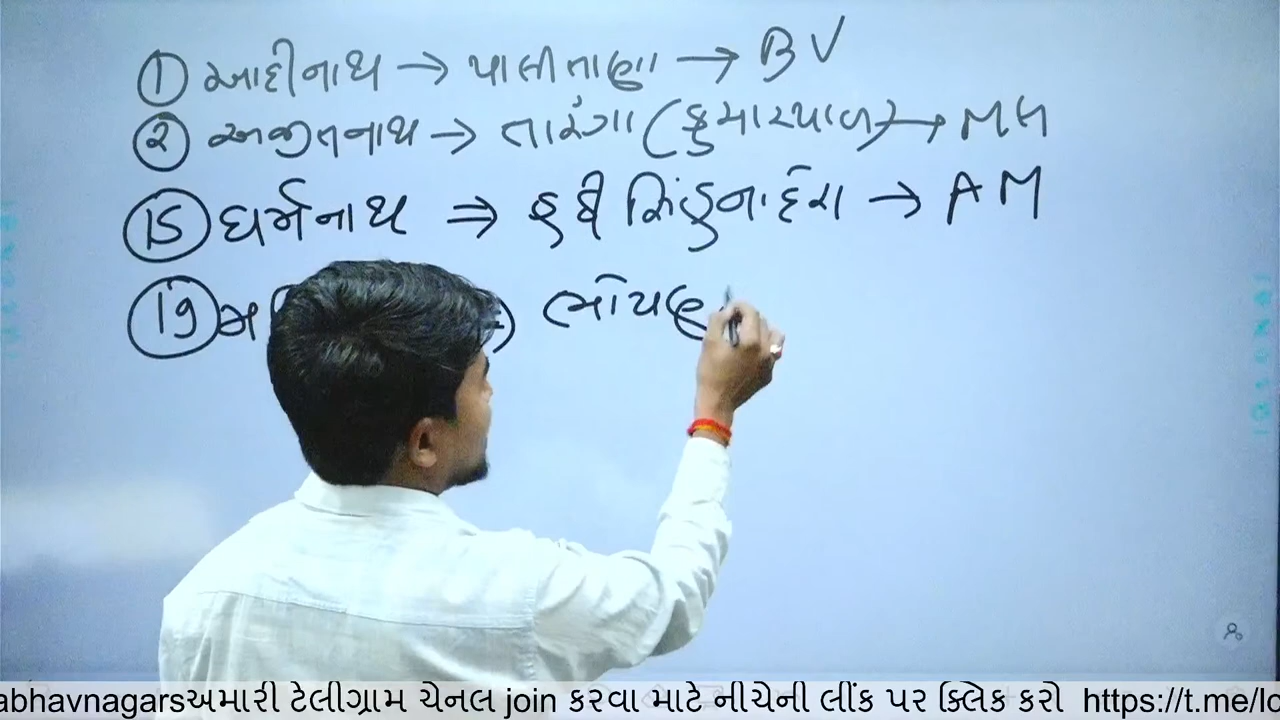 ① આદીનાથ → પાલીતાણા → BV
② અજીતનાથ → તારંગા (કુમારપાળ) → MH
⑮ ધર્મનાથ ⇒ હઠી સિંહના દેરા → AM
⑲ ભોયણ
abhavnagarsઅમારી ટેલીગ્રામ ચેનલ join કરવા માટે નીચેની લીંક પર ક્લિક કરો https://t.me/lo